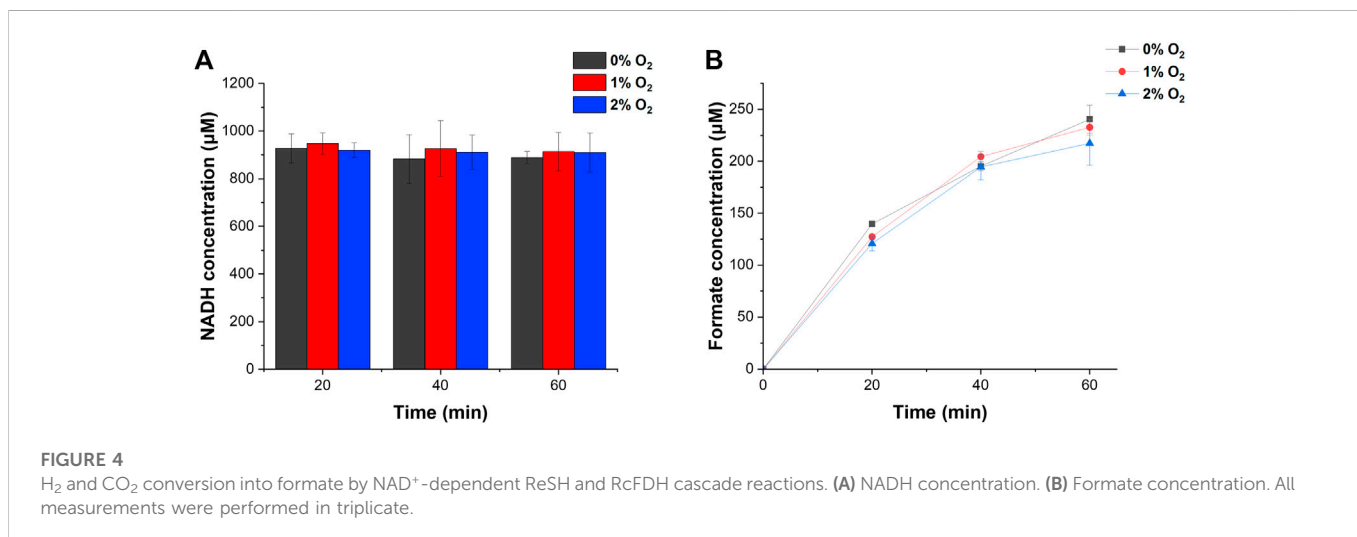 A
0% O₂
1% O₂
2% O₂
1200
1000
800
600
400
200
0
NADH concentration (µM)
20
40
60
Time (min)
B
0% O₂
1% O₂
2% O₂
250
200
150
100
50
0
Formate concentration (µM)
0
20
40
60
Time (min)
FIGURE 4
H₂ and CO₂ conversion into formate by NAD⁺-dependent ReSH and RcFDH cascade reactions. (A) NADH concentration. (B) Formate concentration. All
measurements were performed in triplicate.